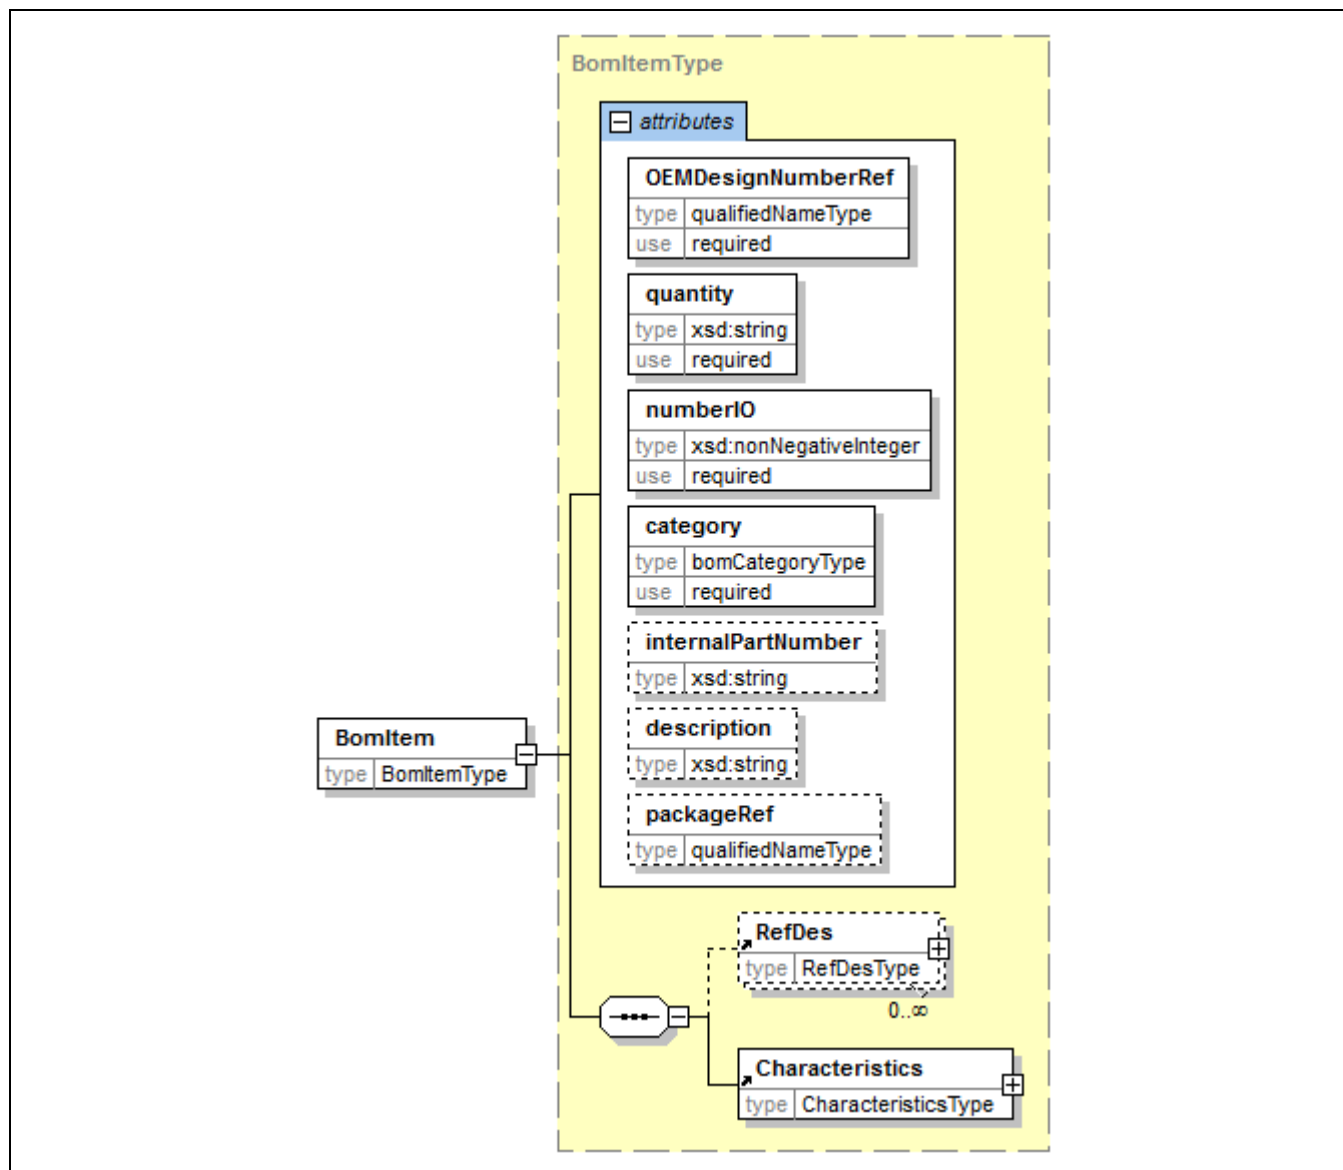 BomItemType
attributes
OEMDesignNumberRef
type qualifiedNameType
use required
quantity
type xsd:string
use required
numberIO
type xsd:nonNegativeInteger
use required
category
type bomCategoryType
use required
internalPartNumber
type xsd:string
description
type xsd:string
packageRef
type qualifiedNameType
BomItem
type BomItemType
RefDes
type RefDesType
0..∞
Characteristics
type CharacteristicsType